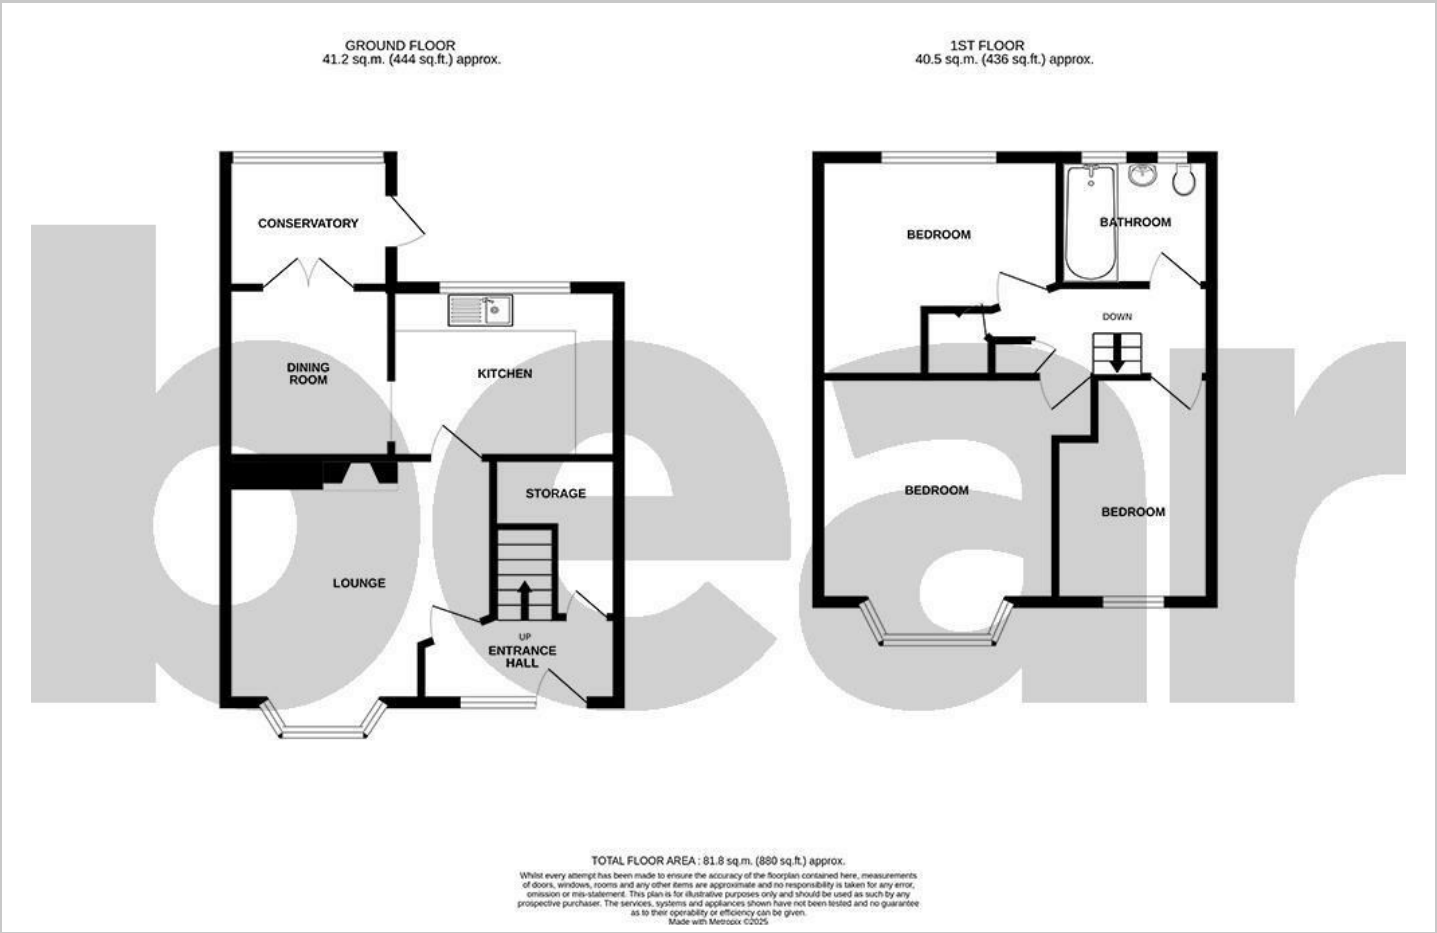 GROUND FLOOR
41.2 sq.m. (444 sq.ft.) approx.
1ST FLOOR
40.5 sq.m. (436 sq.ft.) approx.
CONSERVATORY
DINING
ROOM
KITCHEN
STORAGE
LOUNGE
UP
ENTRANCE
HALL
BEDROOM
BATHROOM
DOWN
BEDROOM
BEDROOM
bear
TOTAL FLOOR AREA : 81.8 sq.m. (880 sq.ft.) approx.
Whilst every attempt has been made to ensure the accuracy of the floorplan contained here, measurements
of doors, windows, rooms and any other items are approximate and no responsibility is taken for any error,
omission or mis-statement. This plan is for illustrative purposes only and should be used as such by any
prospective purchaser. The services, systems and appliances shown have not been tested and no guarantee
as to their operability or efficiency can be given.
Made with Metropix ©2025